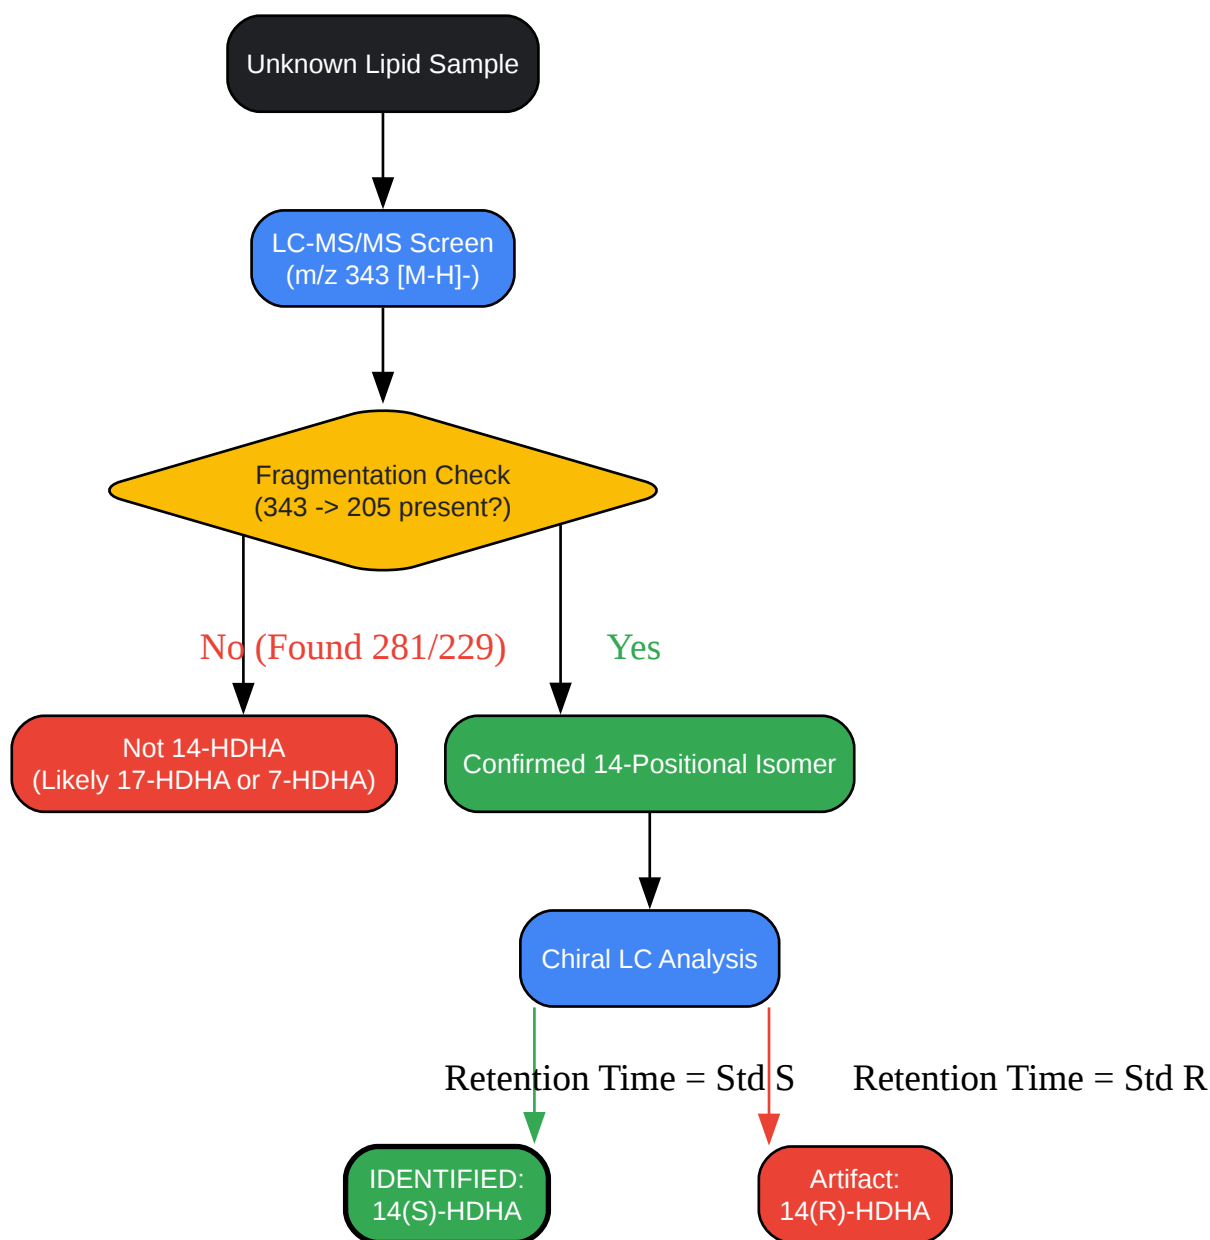 Unknown Lipid Sample
LC-MS/MS Screen
(m/z 343 [M-H]-)
Fragmentation Check
(343 -> 205 present?)
No (Found 281/229)
Yes
Not 14-HDHA
(Likely 17-HDHA or 7-HDHA)
Confirmed 14-Positional Isomer
Chiral LC Analysis
Retention Time = Std S
Retention Time = Std R
IDENTIFIED:
14(S)-HDHA
Artifact:
14(R)-HDHA